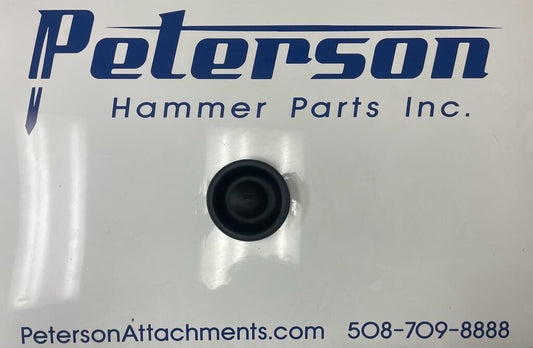 Peterson
Hammer Parts Inc.
PetersonAttachments.com 508-709-8888